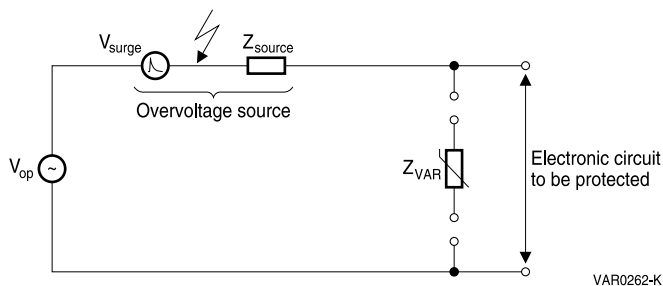 V_surge
Z_source
Overvoltage source
V_op
~
Z_VAR
Electronic circuit
to be protected
VAR0262-K